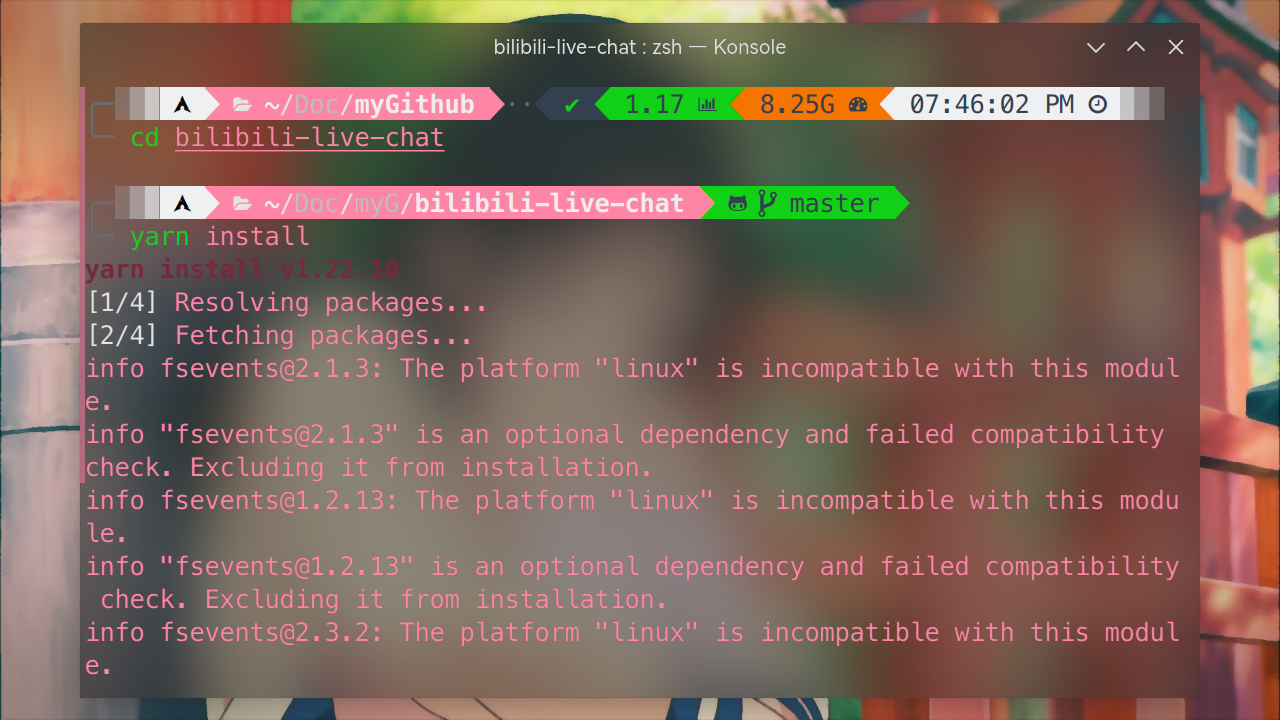 bilibili-live-chat : zsh — Konsole
~/Doc/myGithub ·· ✔ 1.17 8.25G 07:46:02 PM
cd bilibili-live-chat
~/Doc/myG/bilibili-live-chat master
yarn install
yarn install v1.22.10
[1/4] Resolving packages...
[2/4] Fetching packages...
info fsevents@2.1.3: The platform "linux" is incompatible with this modul
e.
info "fsevents@2.1.3" is an optional dependency and failed compatibility
check. Excluding it from installation.
info fsevents@1.2.13: The platform "linux" is incompatible with this modu
le.
info "fsevents@1.2.13" is an optional dependency and failed compatibility
 check. Excluding it from installation.
info fsevents@2.3.2: The platform "linux" is incompatible with this modul
e.